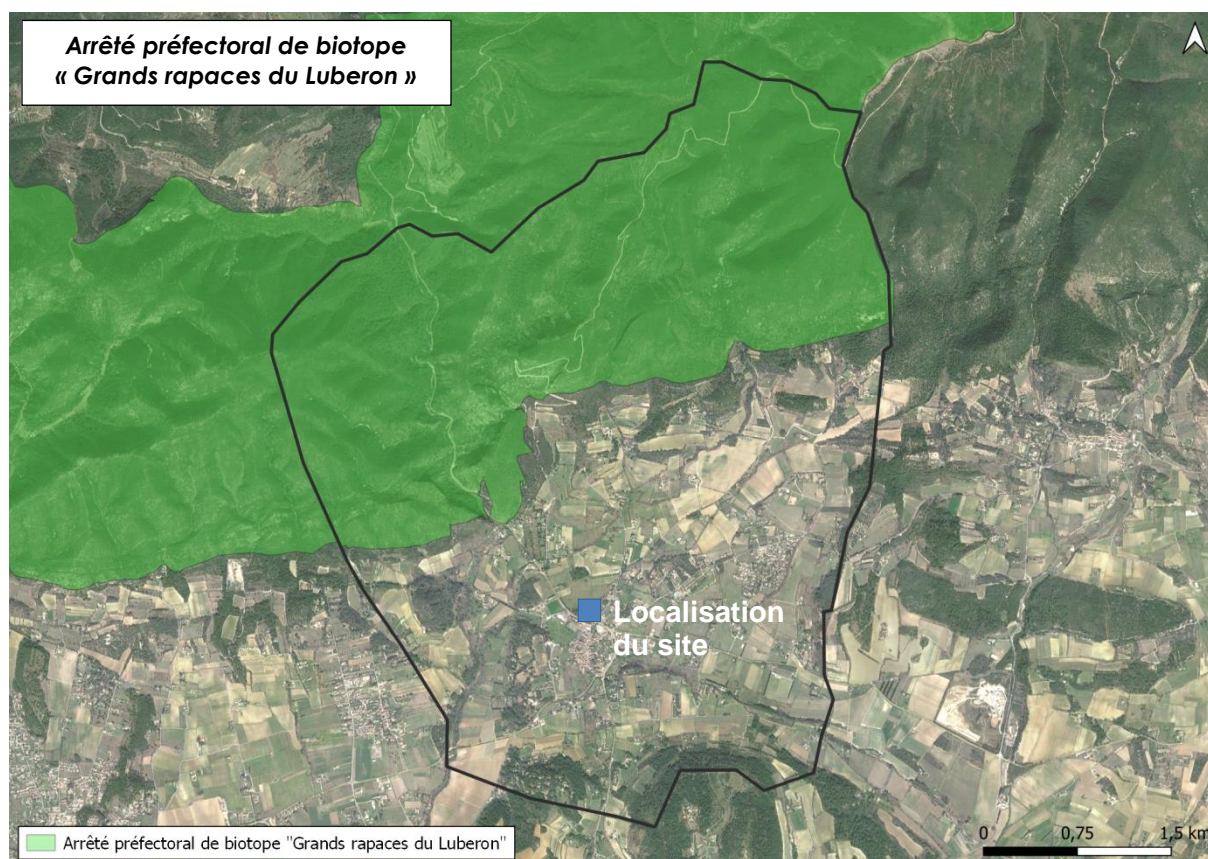 Arrêté préfectoral de biotope
« Grands rapaces du Luberon »
Localisation
du site
Arrêté préfectoral de biotope "Grands rapaces du Luberon"
0 0,75 1,5 km